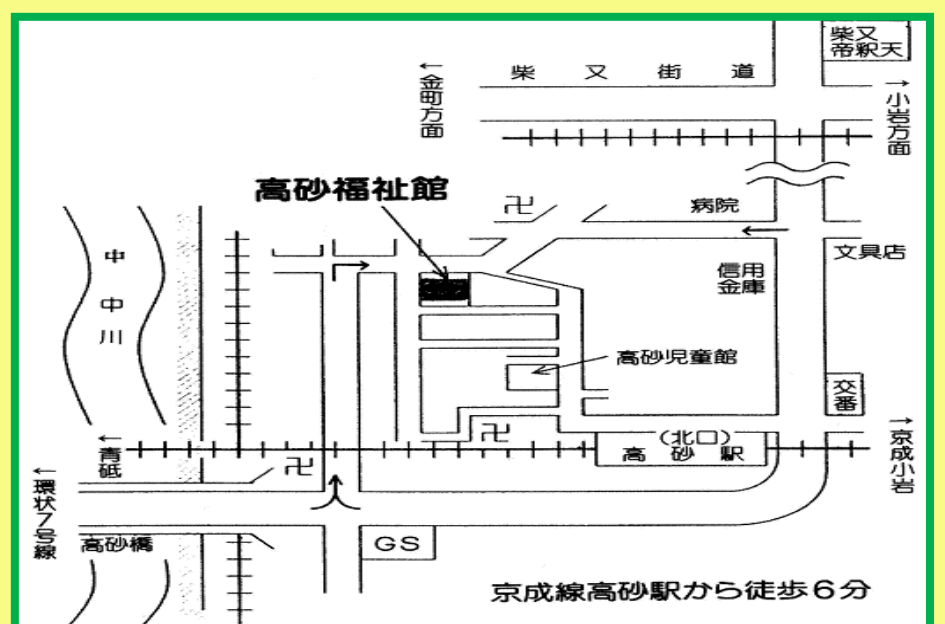 柴又
帝釈天
←金町方面
柴又街道
→小岩方面
高砂福祉館
卍
病院
中
中
川
文具店
信用
金庫
高砂児童館
交番
卍
(北口)
高砂駅
→京成小岩
←青砥
卍
←環状7号線
高砂橋
GS
京成線高砂駅から徒歩6分